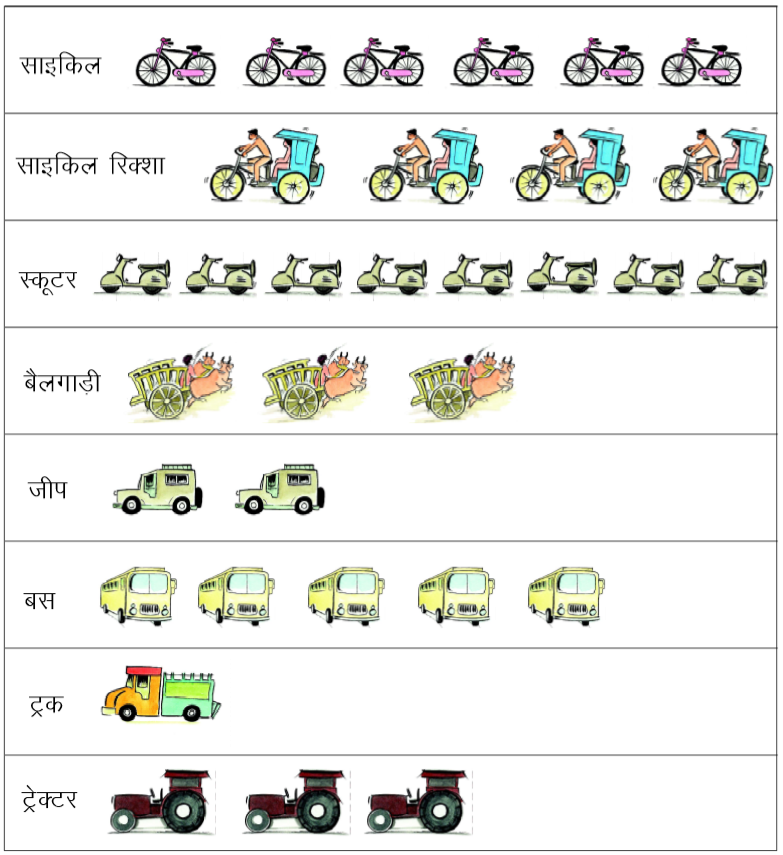 साइकिल
साइकिल रिक्शा
स्कूटर
बैलगाड़ी
जीप
बस
ट्रक
ट्रेक्टर